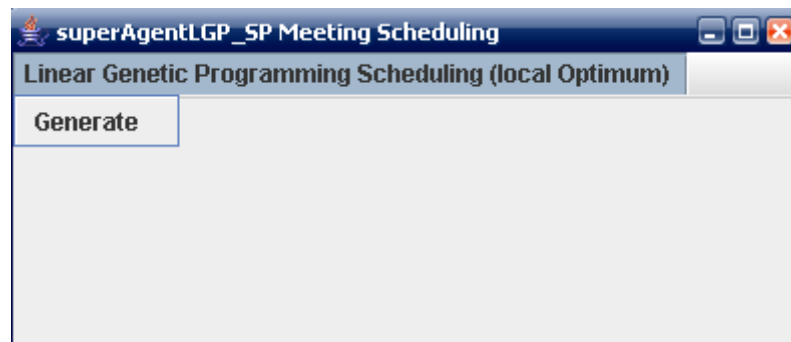 superAgentLGP_SP Meeting Scheduling
Linear Genetic Programming Scheduling (local Optimum)
Generate